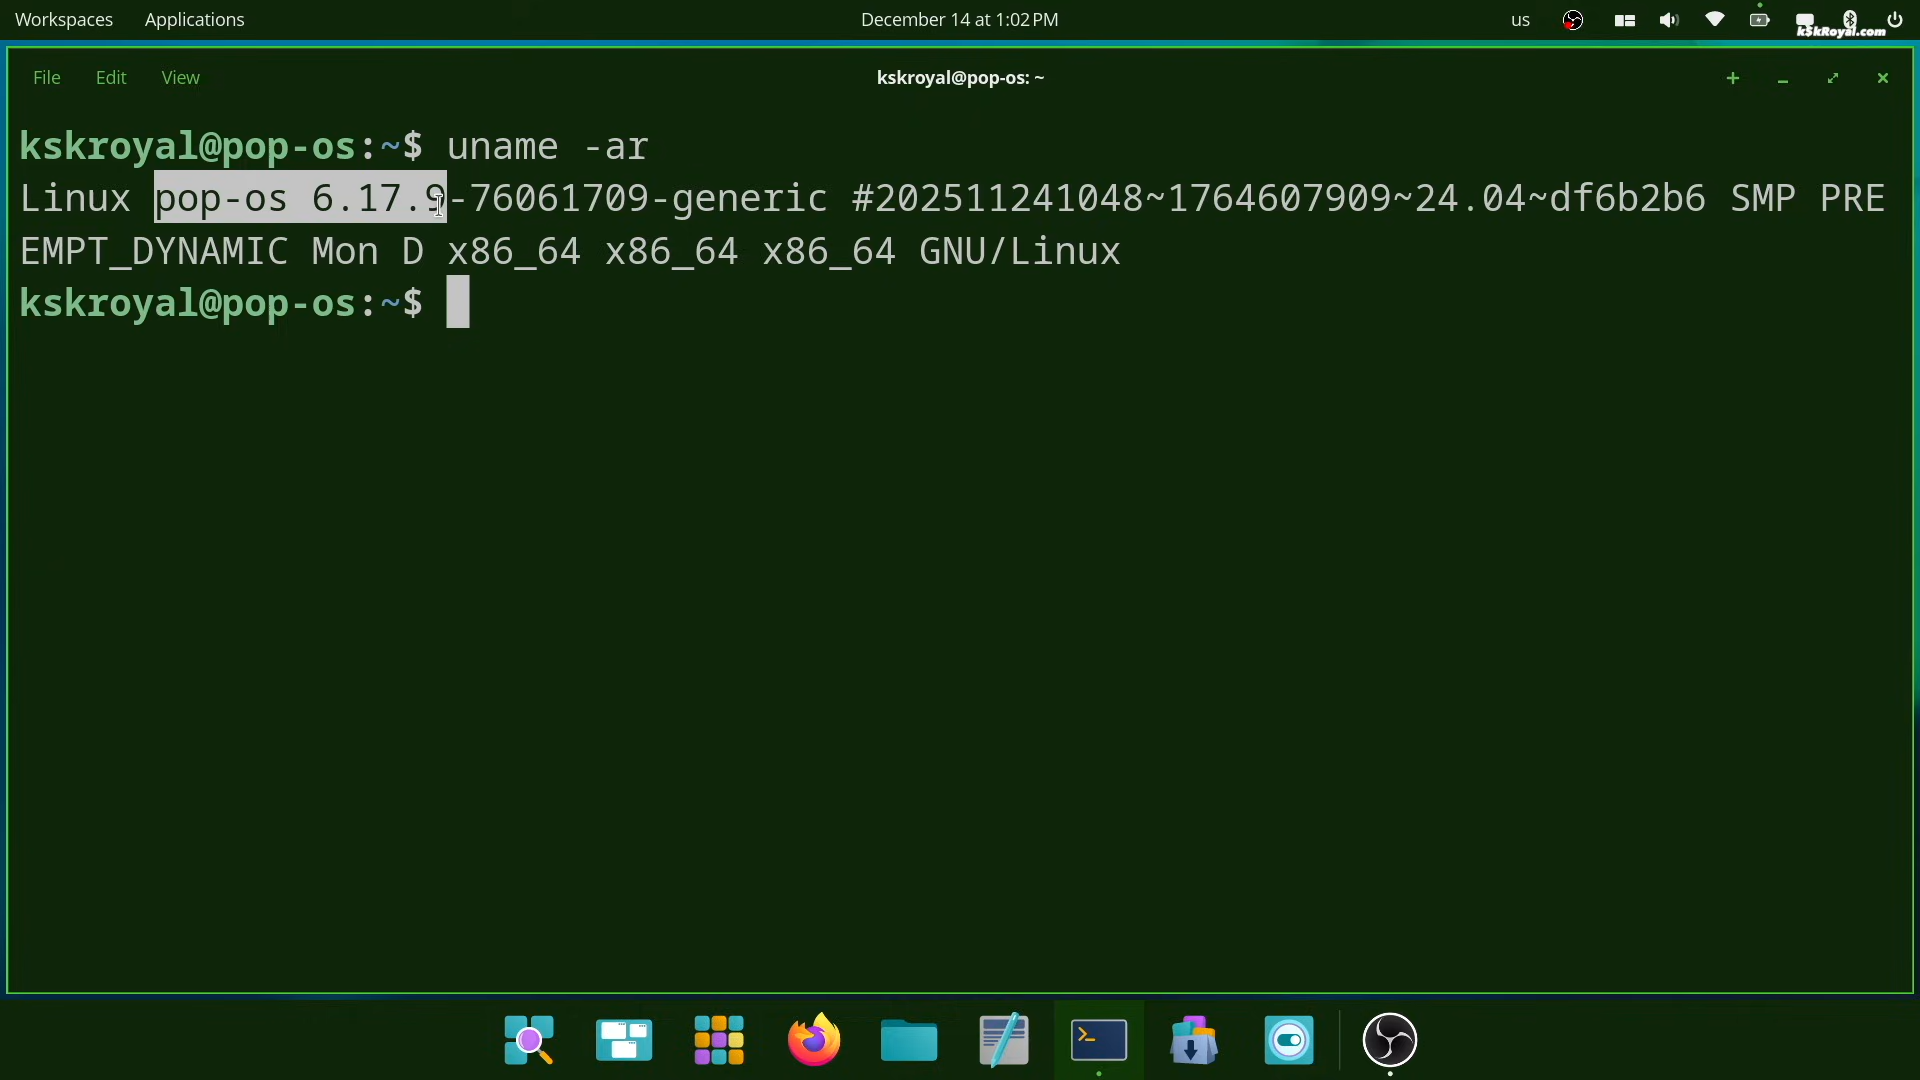 Workspaces Applications December 14 at 1:02 PM us
kskRoyal.com
File Edit View kskroyal@pop-os: ~
kskroyal@pop-os:~$ uname -ar
Linux pop-os 6.17.9-76061709-generic #202511241048~1764607909~24.04~df6b2b6 SMP PRE
EMPT_DYNAMIC Mon D x86_64 x86_64 x86_64 GNU/Linux
kskroyal@pop-os:~$